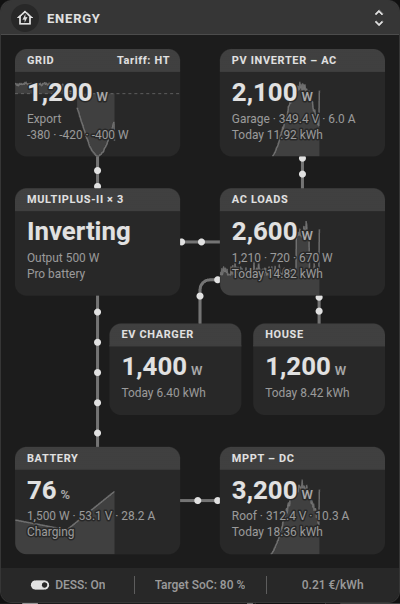 ENERGY
GRID Tariff: HT
1,200 W
Export
-380 · -420 · -400 W
PV INVERTER – AC
2,100 W
Garage · 349.4 V · 6.0 A
Today 11.92 kWh
MULTIPLUS-II × 3
Inverting
Output 500 W
Pro battery
AC LOADS
2,600 W
1,210 · 720 · 670 W
Today 14.82 kWh
EV CHARGER
1,400 W
Today 6.40 kWh
HOUSE
1,200 W
Today 8.42 kWh
BATTERY
76 %
1,500 W · 53.1 V · 28.2 A
Charging
MPPT – DC
3,200 W
Roof · 312.4 V · 10.3 A
Today 18.36 kWh
DESS: On
Target SoC: 80 %
0.21 €/kWh